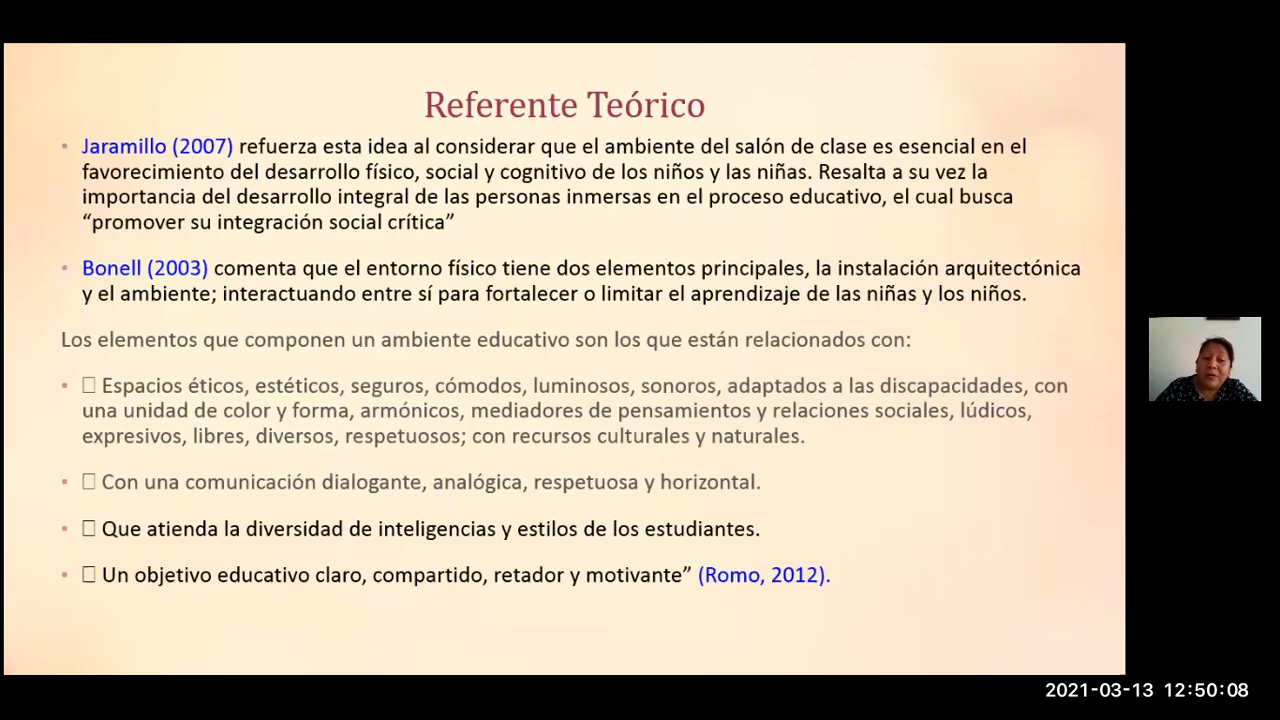 Referente Teórico
• Jaramillo (2007) refuerza esta idea al considerar que el ambiente del salón de clase es esencial en el
favorecimiento del desarrollo físico, social y cognitivo de los niños y las niñas. Resalta a su vez la
importancia del desarrollo integral de las personas inmersas en el proceso educativo, el cual busca
“promover su integración social crítica”
• Bonell (2003) comenta que el entorno físico tiene dos elementos principales, la instalación arquitectónica
y el ambiente; interactuando entre sí para fortalecer o limitar el aprendizaje de las niñas y los niños.
Los elementos que componen un ambiente educativo son los que están relacionados con:
• □ Espacios éticos, estéticos, seguros, cómodos, luminosos, sonoros, adaptados a las discapacidades, con
una unidad de color y forma, armónicos, mediadores de pensamientos y relaciones sociales, lúdicos,
expresivos, libres, diversos, respetuosos; con recursos culturales y naturales.
• □ Con una comunicación dialogante, analógica, respetuosa y horizontal.
• □ Que atienda la diversidad de inteligencias y estilos de los estudiantes.
• □ Un objetivo educativo claro, compartido, retador y motivante” (Romo, 2012).
2021-03-13 12:50:08